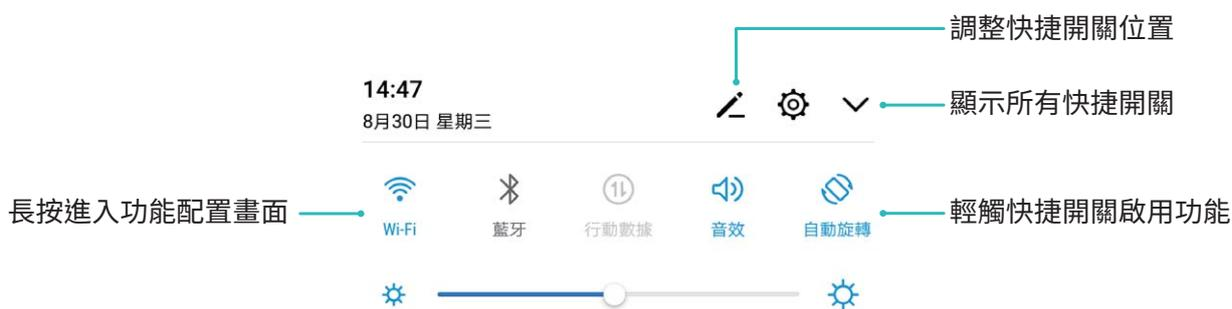 調整快捷開關位置
14:47
8月30日 星期三
顯示所有快捷開關
長按進入功能配置畫面
Wi-Fi
藍牙
行動數據
音效
自動旋轉
輕觸快捷開關啟用功能